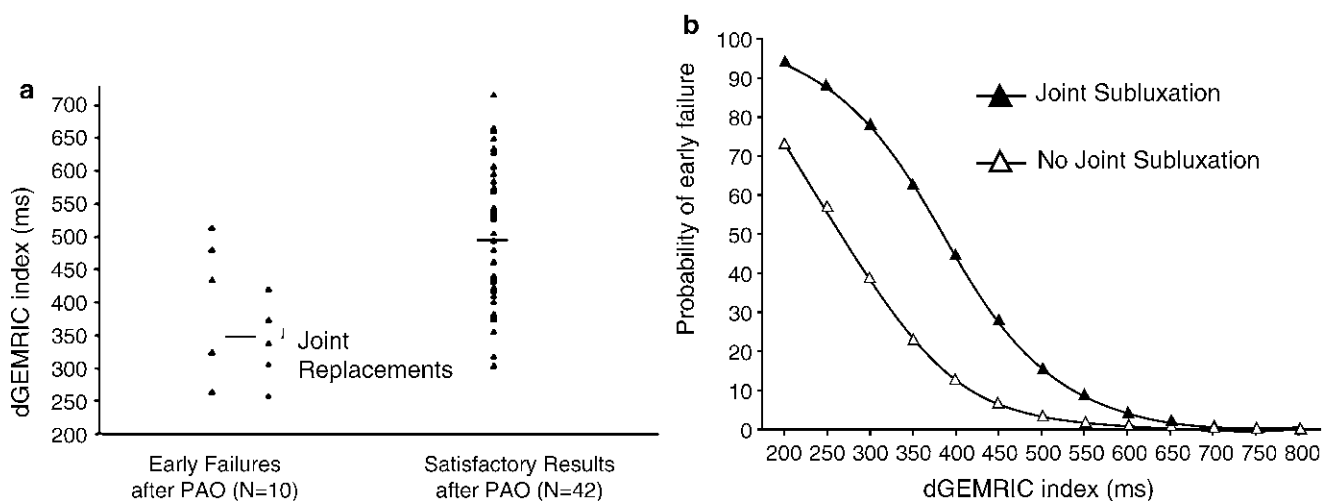 a
dGEMRIC index (ms)
700
650
600
550
500
450
400
350
300
250
200
Joint
Replacements
Early Failures
after PAO (N=10)
Satisfactory Results
after PAO (N=42)
b
Probability of early failure
100
90
80
70
60
50
40
30
20
10
0
Joint Subluxation
No Joint Subluxation
200 250 300 350 400 450 500 550 600 650 700 750 800
dGEMRIC index (ms)